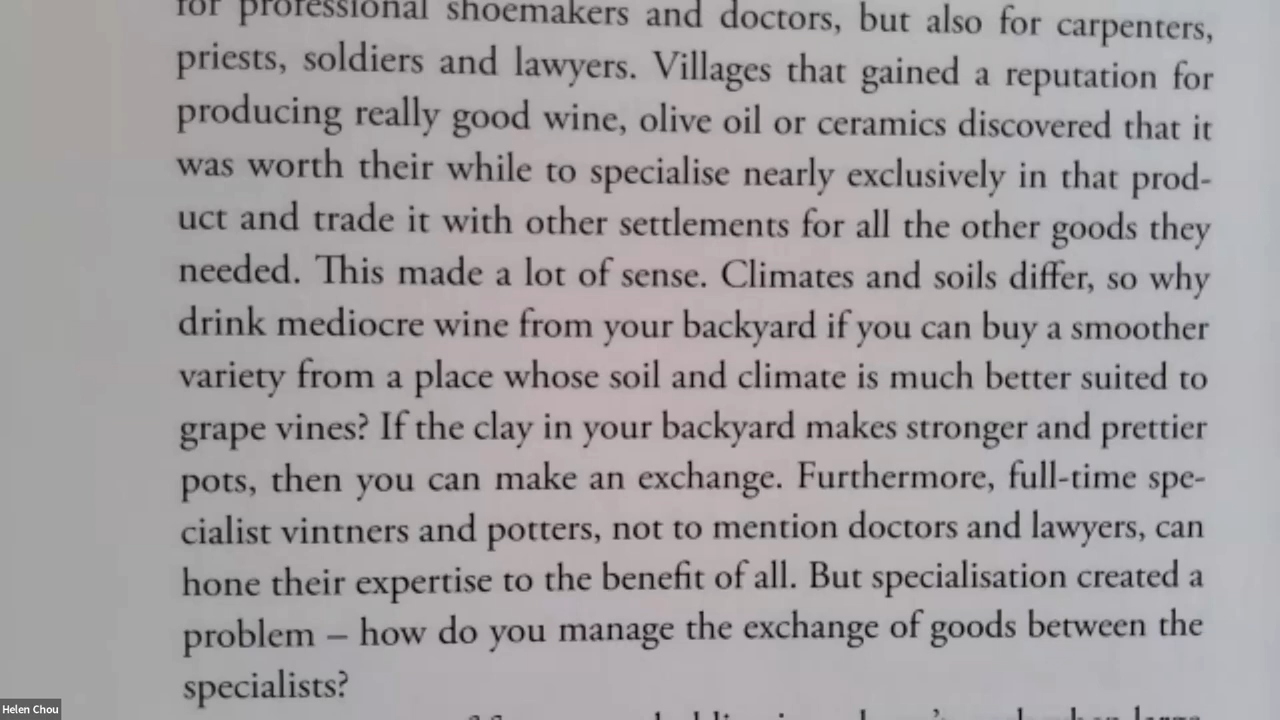 for professional shoemakers and doctors, but also for carpenters,
priests, soldiers and lawyers. Villages that gained a reputation for
producing really good wine, olive oil or ceramics discovered that it
was worth their while to specialise nearly exclusively in that prod-
uct and trade it with other settlements for all the other goods they
needed. This made a lot of sense. Climates and soils differ, so why
drink mediocre wine from your backyard if you can buy a smoother
variety from a place whose soil and climate is much better suited to
grape vines? If the clay in your backyard makes stronger and prettier
pots, then you can make an exchange. Furthermore, full-time spe-
cialist vintners and potters, not to mention doctors and lawyers, can
hone their expertise to the benefit of all. But specialisation created a
problem – how do you manage the exchange of goods between the
specialists?
Helen Chou